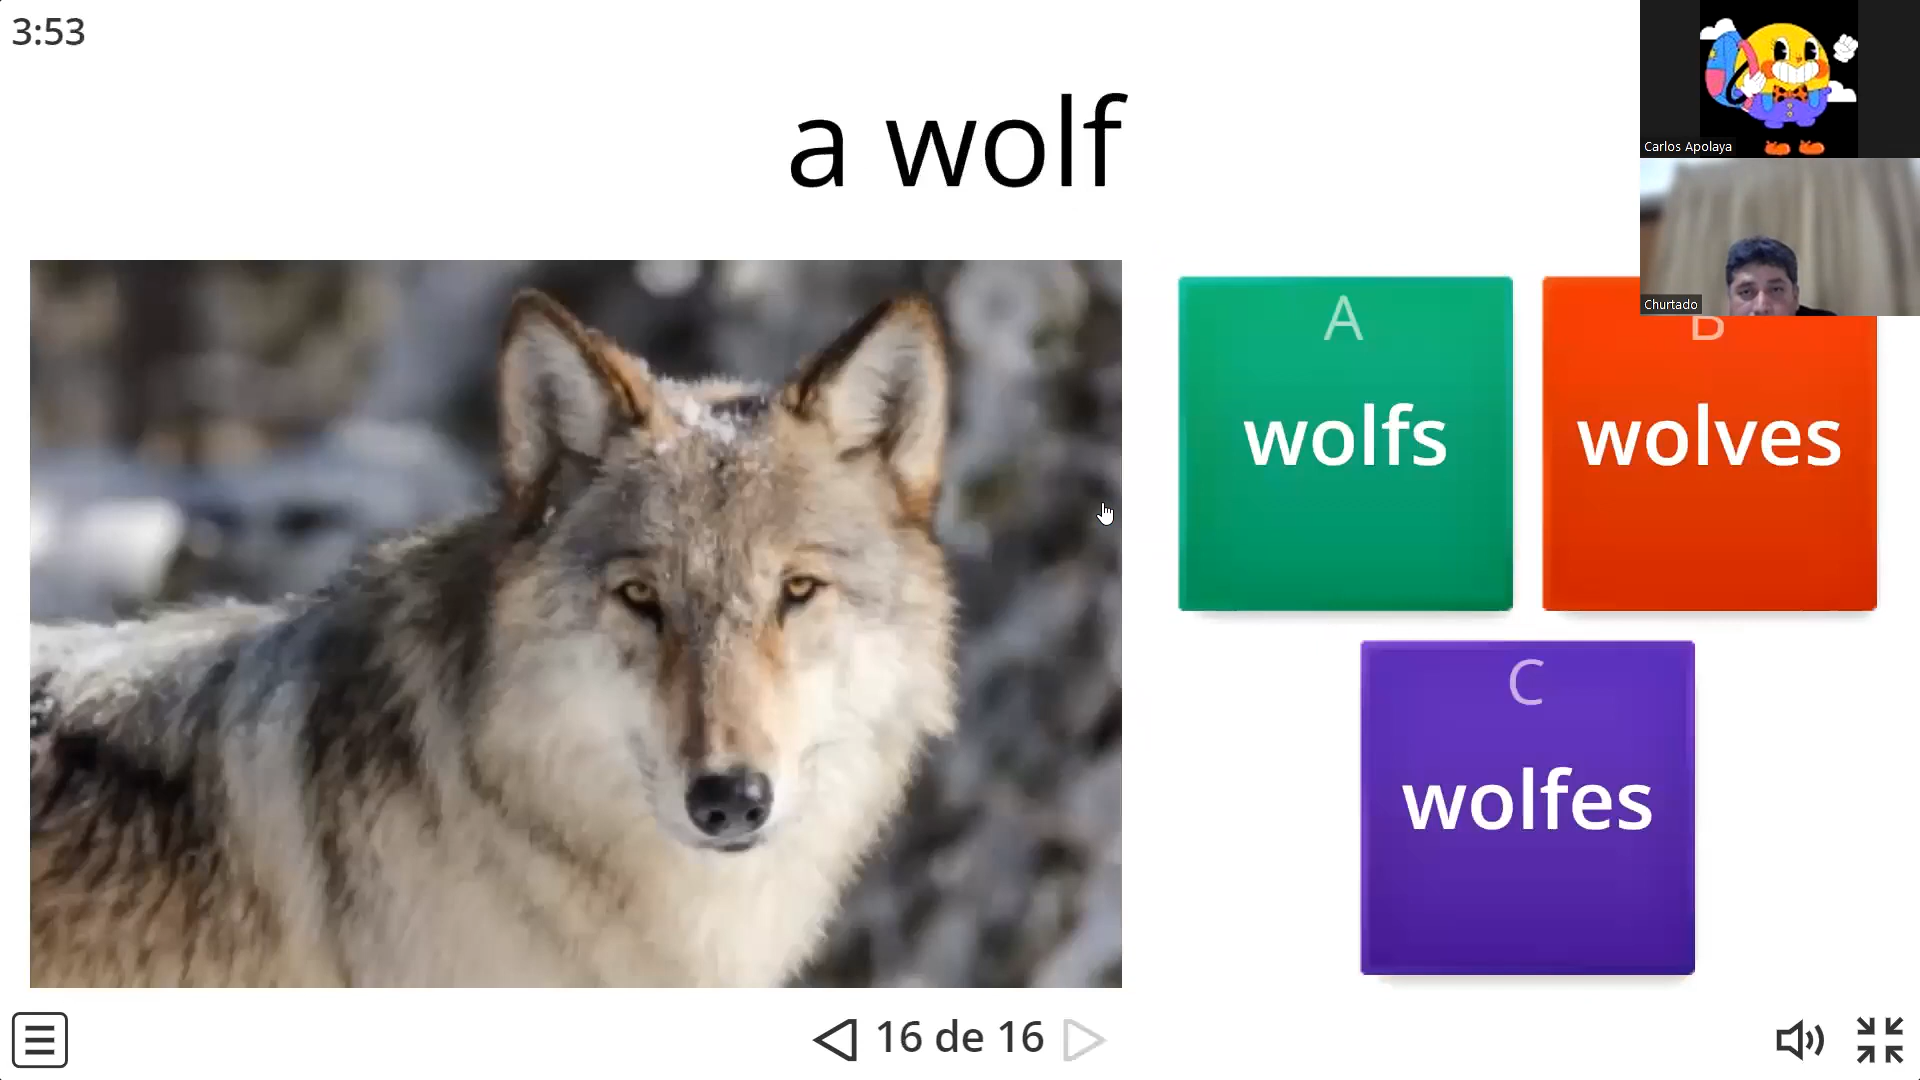 3:53
a wolf
Carlos Apolaya
Churtado
A
wolfs
B
wolves
C
wolfes
16 de 16